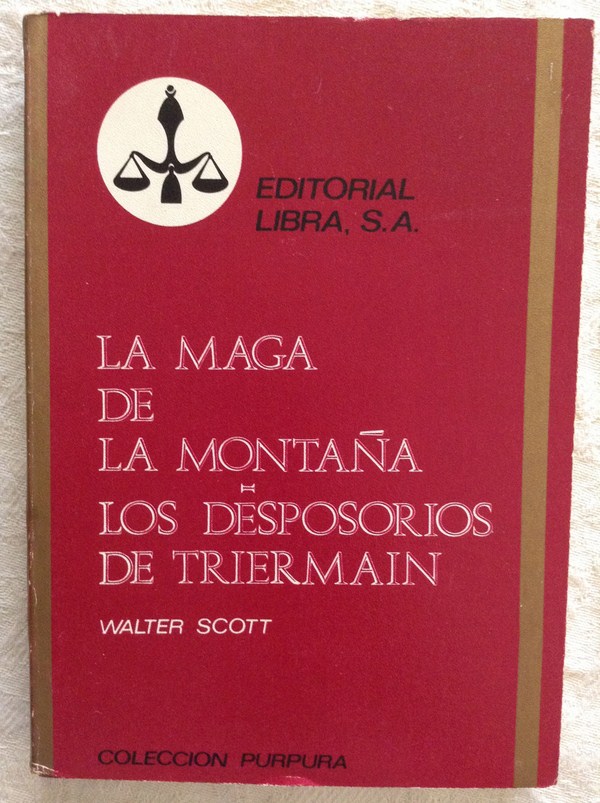 EDITORIAL
LIBRA, S.A.
LA MAGA
DE
LA MONTAÑA
LOS DESPOSORIOS
DE TRIERMAIN
WALTER SCOTT
COLECCION PURPURA